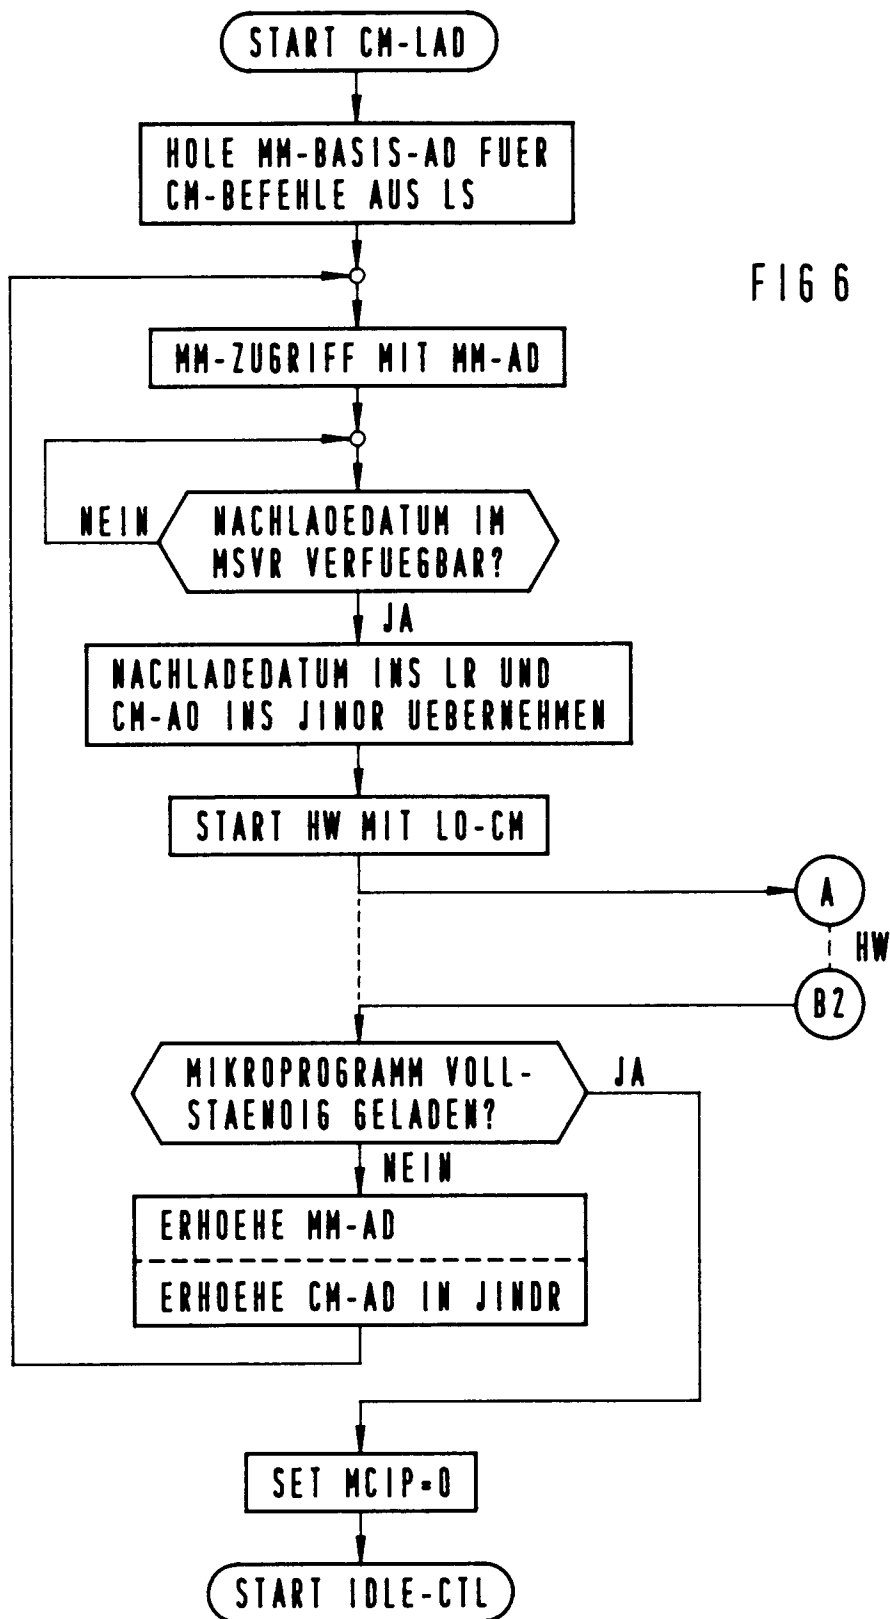 START CM-LAD
HOLE MM-BASIS-AD FUER
CM-BEFEHLE AUS LS
FIG 6
MM-ZUGRIFF MIT MM-AD
NEIN
NACHLADEDATUM IM
MSVR VERFUEGBAR?
JA
NACHLADEDATUM INS LR UND
CM-AD INS JINDR UEBERNEHMEN
START HW MIT LD-CM
A
HW
B2
MIKROPROGRAMM VOLL-
STAENDIG GELADEN?
JA
NEIN
ERHOEHE MM-AD
ERHOEHE CM-AD IN JINDR
SET MCIP=0
START IDLE-CTL